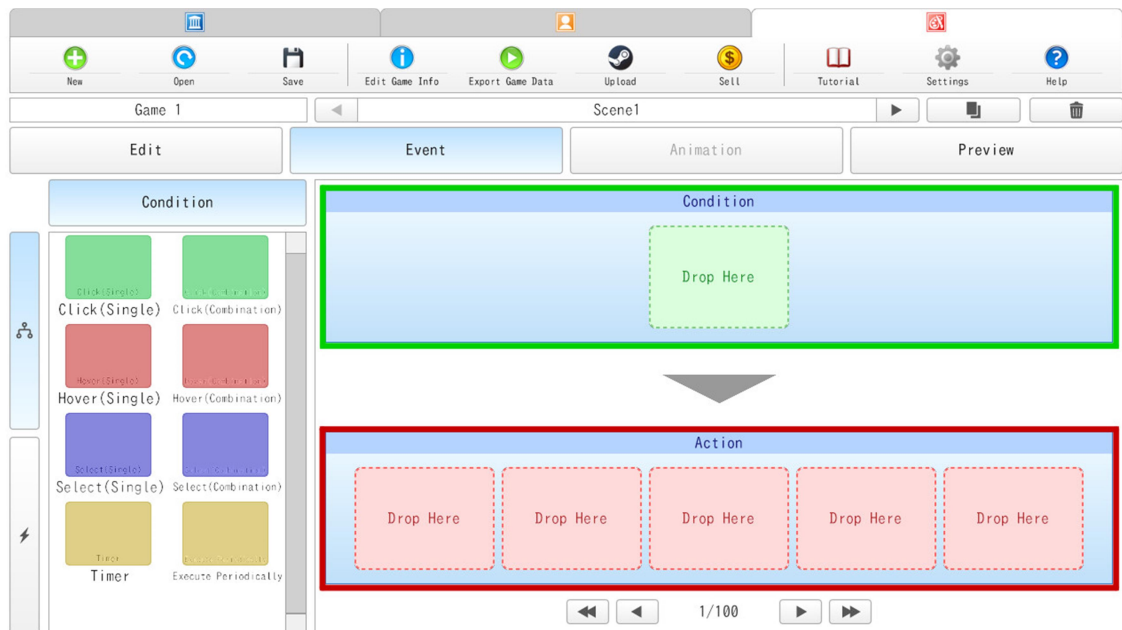 New Open Save Edit Game Info Export Game Data Upload Sell Tutorial Settings Help
Game 1 Scene1
Edit Event Animation Preview
Condition
Click(Single)
Click(Single) Click(Combination)
Hover(Single)
Hover(Single) Hover(Combination)
Select(Single)
Select(Single) Select(Combination)
Timer
Timer Execute Periodically
Condition
Drop Here
Action
Drop Here Drop Here Drop Here Drop Here Drop Here
1/100